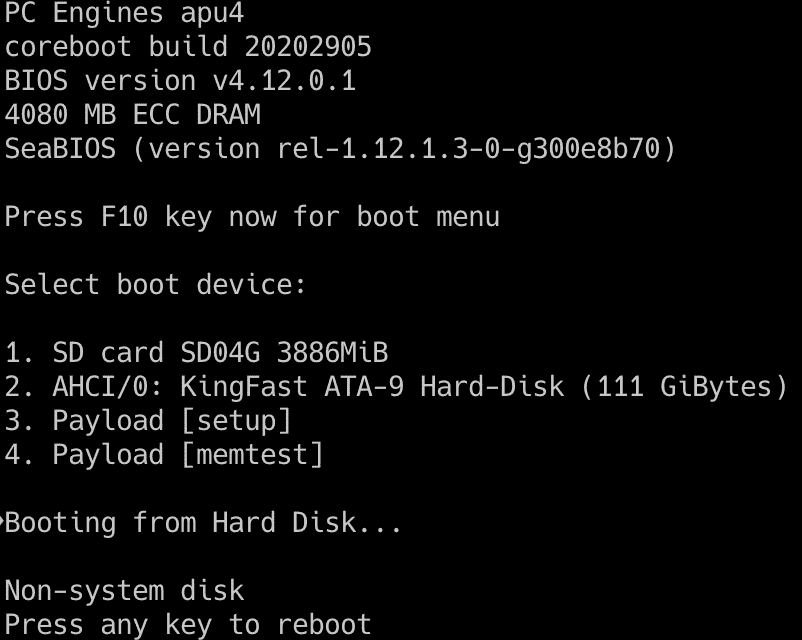 PC Engines apu4
coreboot build 20202905
BIOS version v4.12.0.1
4080 MB ECC DRAM
SeaBIOS (version rel-1.12.1.3-0-g300e8b70)
Press F10 key now for boot menu
Select boot device:
1. SD card SD04G 3886MiB
2. AHCI/0: KingFast ATA-9 Hard-Disk (111 GiBytes)
3. Payload [setup]
4. Payload [memtest]
Booting from Hard Disk...
Non-system disk
Press any key to reboot